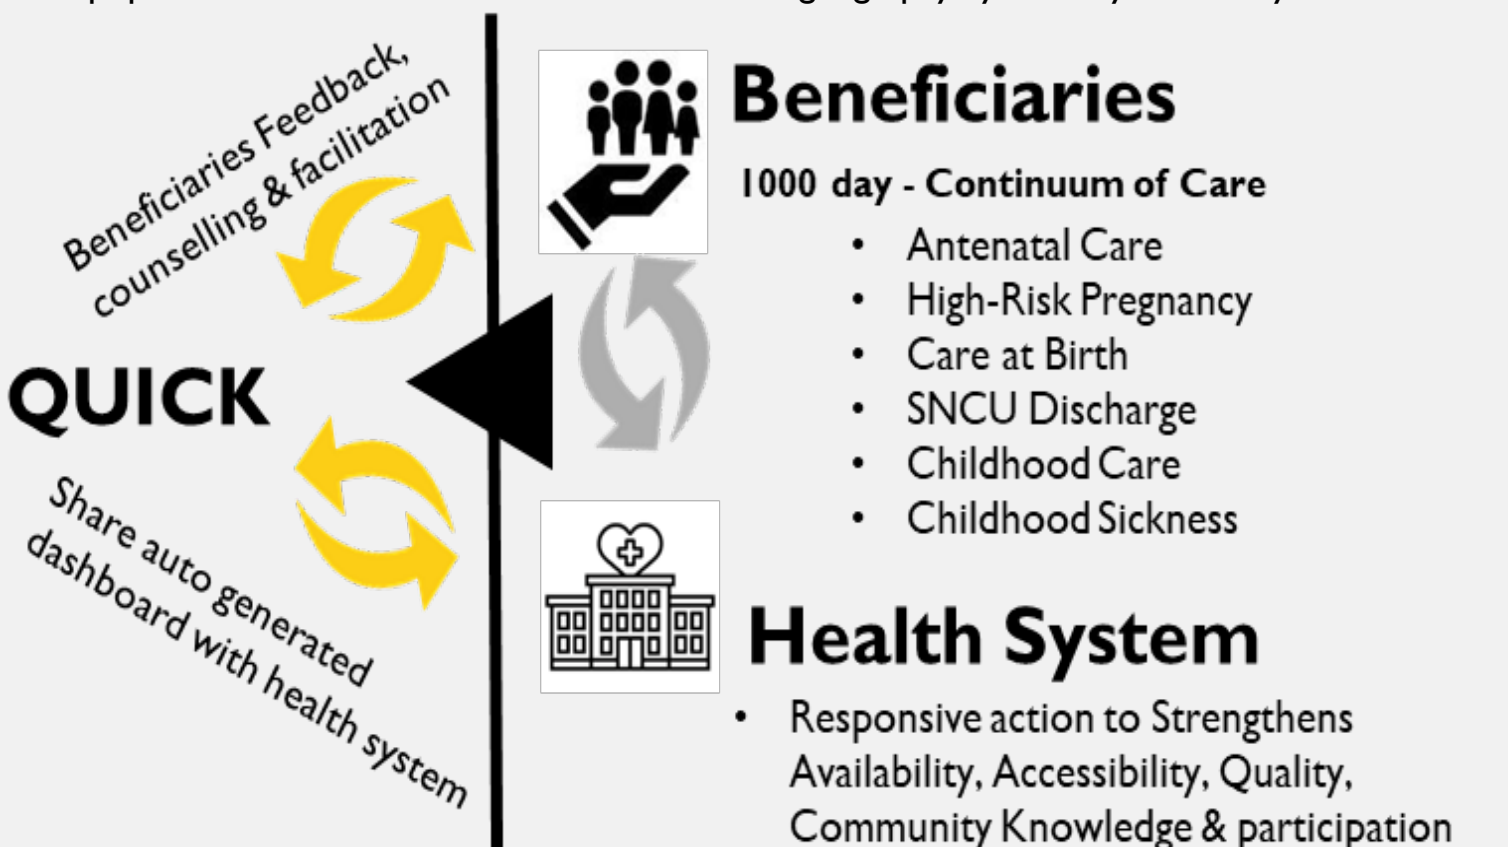 Beneficiaries Feedback,
counselling & facilitation
QUICK
Share auto generated
dashboard with health system
Beneficiaries
1000 day - Continuum of Care
• Antenatal Care
• High-Risk Pregnancy
• Care at Birth
• SNCU Discharge
• Childhood Care
• Childhood Sickness
Health System
• Responsive action to Strengthens
Availability, Accessibility, Quality,
Community Knowledge & participation